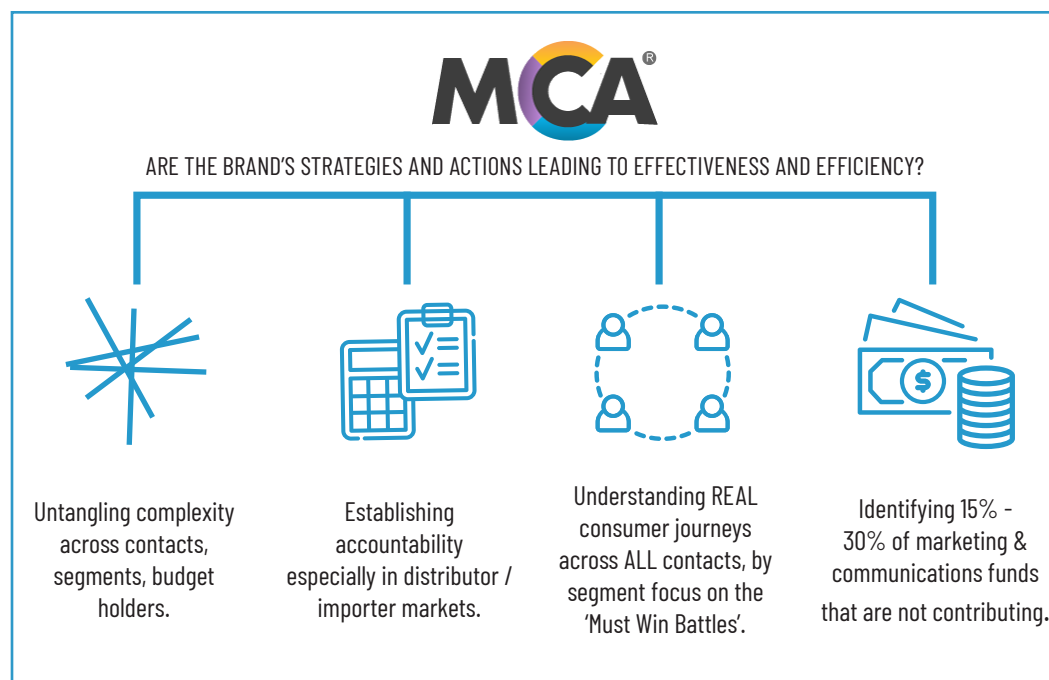 MCA®
ARE THE BRAND'S STRATEGIES AND ACTIONS LEADING TO EFFECTIVENESS AND EFFICIENCY?
Untangling complexity
across contacts,
segments, budget
holders.
Establishing
accountability
especially in distributor /
importer markets.
Understanding REAL
consumer journeys
across ALL contacts, by
segment focus on the
‘Must Win Battles’.
$
Identifying 15% -
30% of marketing &
communications funds
that are not contributing.